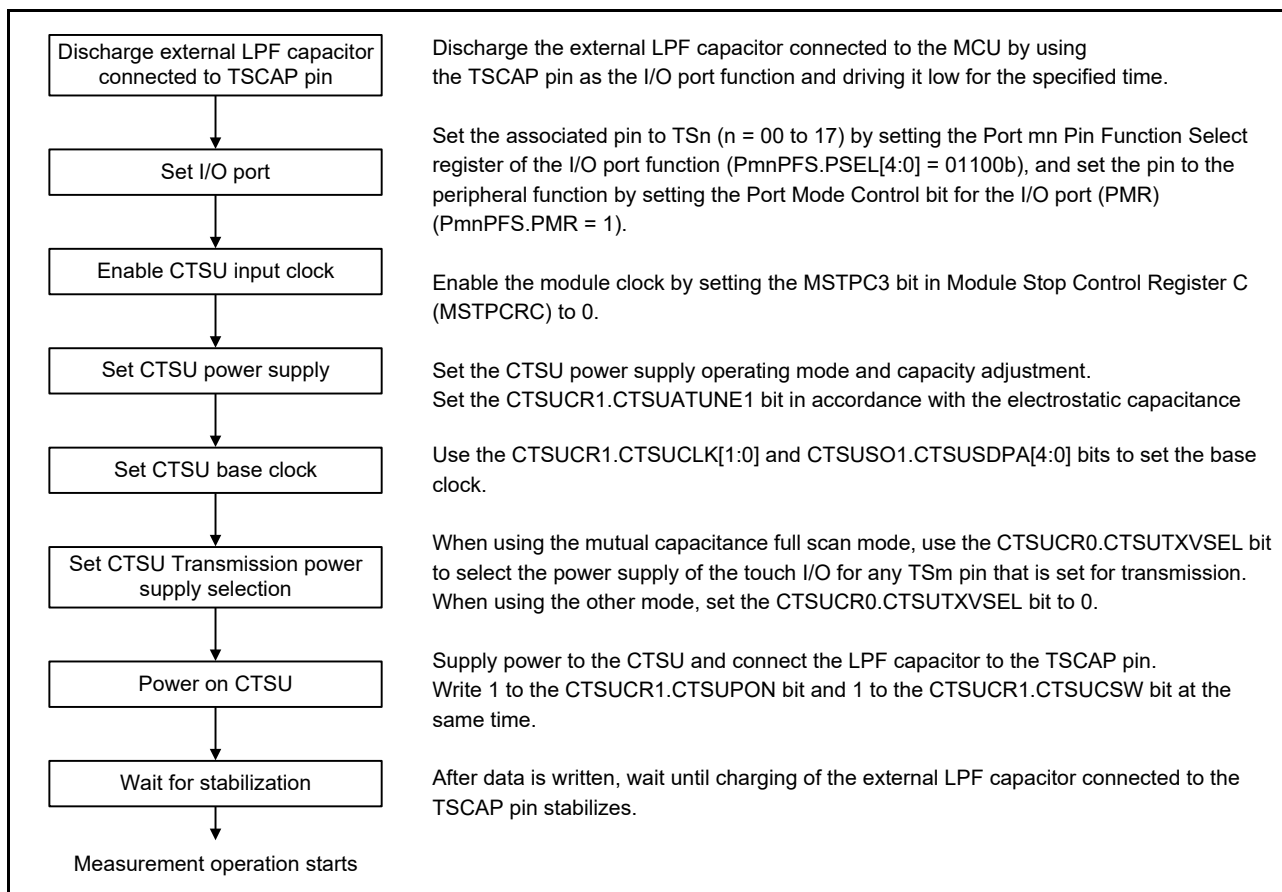 Discharge external LPF capacitor
connected to TSCAP pin
Discharge the external LPF capacitor connected to the MCU by using
the TSCAP pin as the I/O port function and driving it low for the specified time.
Set I/O port
Set the associated pin to TSn (n = 00 to 17) by setting the Port mn Pin Function Select
register of the I/O port function (PmnPFS.PSEL[4:0] = 01100b), and set the pin to the
peripheral function by setting the Port Mode Control bit for the I/O port (PMR)
(PmnPFS.PMR = 1).
Enable CTSU input clock
Enable the module clock by setting the MSTPC3 bit in Module Stop Control Register C
(MSTPCRC) to 0.
Set CTSU power supply
Set the CTSU power supply operating mode and capacity adjustment.
Set the CTSUCR1.CTSUATUNE1 bit in accordance with the electrostatic capacitance
Set CTSU base clock
Use the CTSUCR1.CTSUCLK[1:0] and CTSUSO1.CTSUSDPA[4:0] bits to set the base
clock.
Set CTSU Transmission power
supply selection
When using the mutual capacitance full scan mode, use the CTSUCR0.CTSUTXVSEL bit
to select the power supply of the touch I/O for any TSm pin that is set for transmission.
When using the other mode, set the CTSUCR0.CTSUTXVSEL bit to 0.
Power on CTSU
Supply power to the CTSU and connect the LPF capacitor to the TSCAP pin.
Write 1 to the CTSUCR1.CTSUPON bit and 1 to the CTSUCR1.CTSUCSW bit at the
same time.
Wait for stabilization
After data is written, wait until charging of the external LPF capacitor connected to the
TSCAP pin stabilizes.
Measurement operation starts